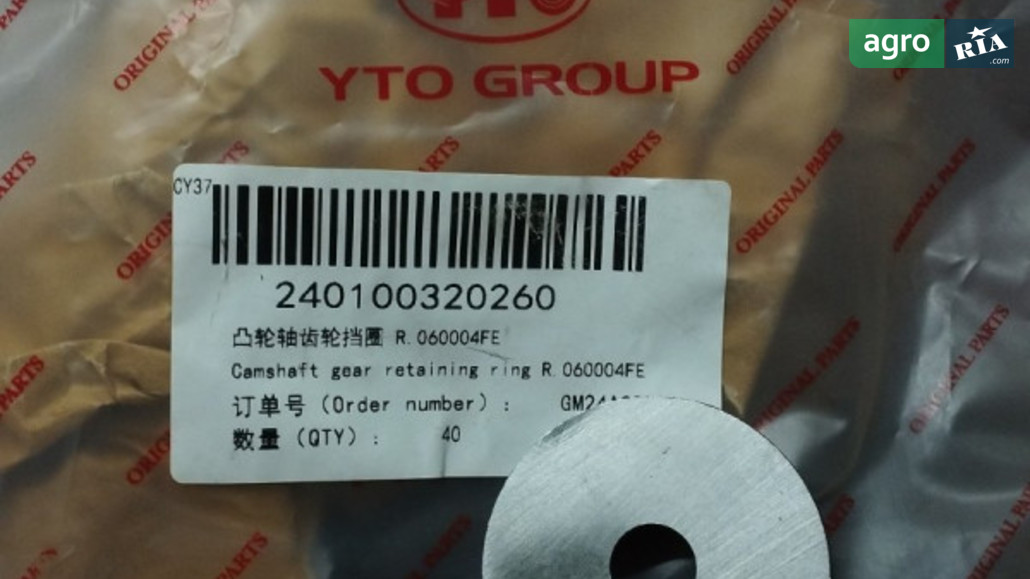 agro RIA .com
YTO GROUP
ORIGINAL PARTS
CY37
240100320260
凸轮轴齿轮挡圈 R.060004FE
Camshaft gear retaining ring R.060004FE
订单号（Order number）：
数量（QTY）： 40